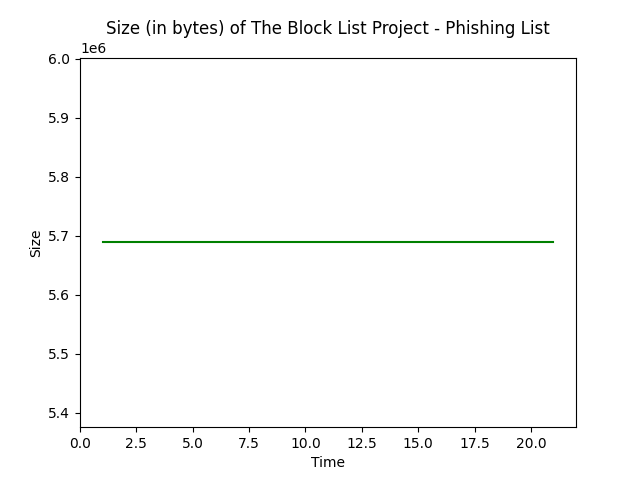 Size (in bytes) of The Block List Project - Phishing List
1e6
6.0
5.9
5.8
5.7
5.6
5.5
5.4
Size
0.0 2.5 5.0 7.5 10.0 12.5 15.0 17.5 20.0
Time